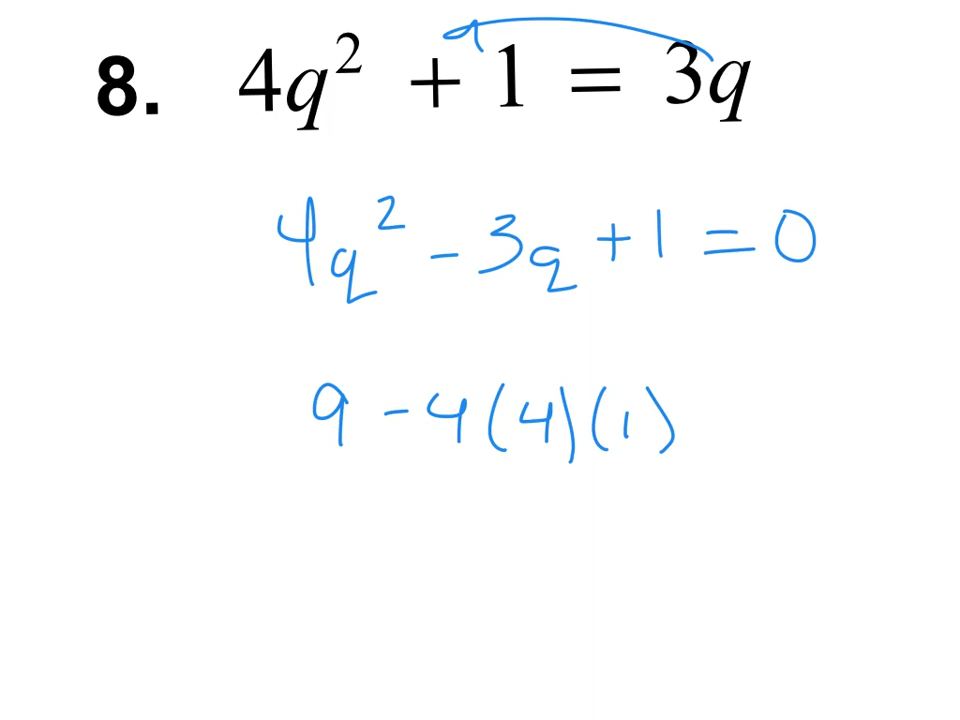 8. 4q² + 1 = 3q
4q² - 3q + 1 = 0
9 - 4(4)(1)